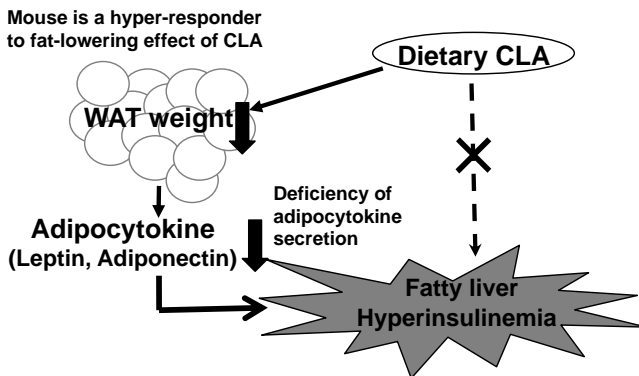 Mouse is a hyper-responder
to fat-lowering effect of CLA
Dietary CLA
WAT weight
Deficiency of
adipocytokine
secretion
Adipocytokine
(Leptin, Adiponectin)
Fatty liver
Hyperinsulinemia